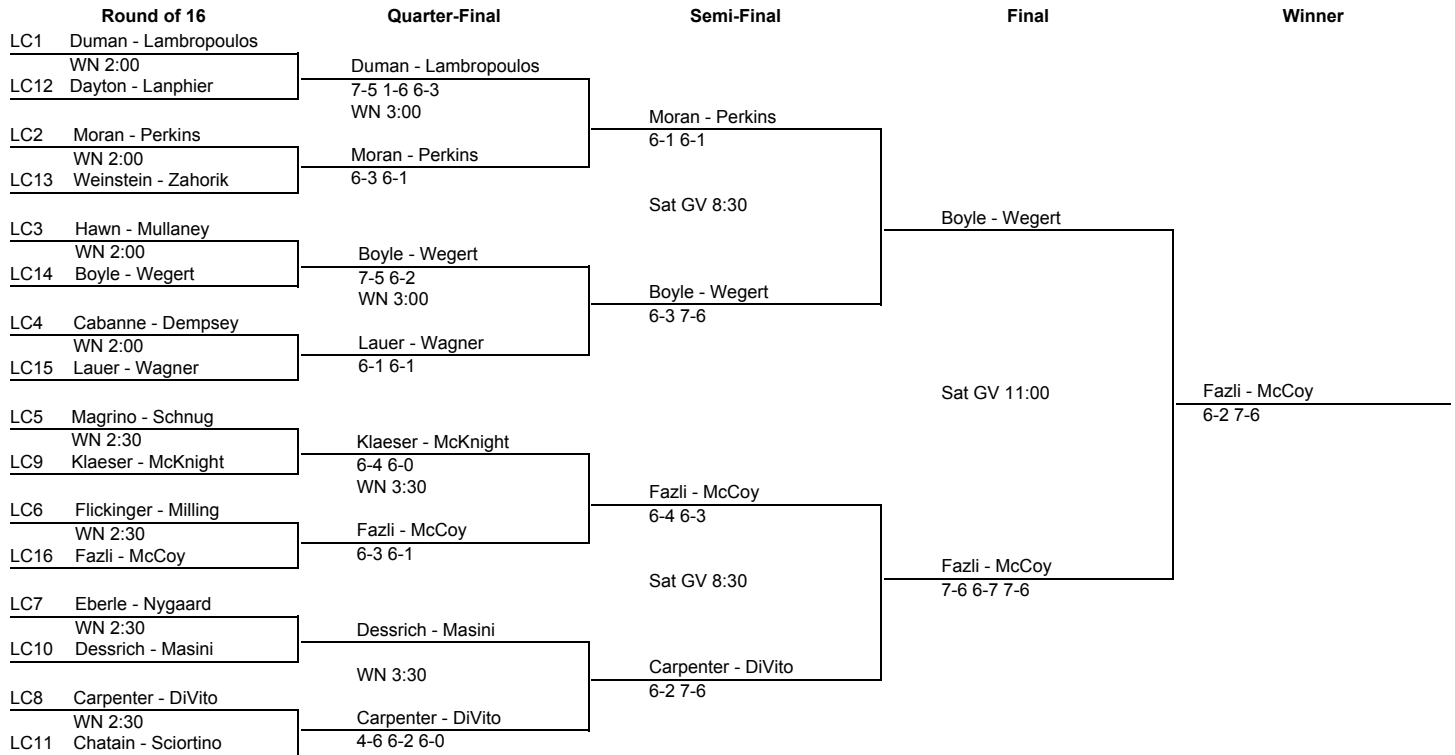 Round of 16 Quarter-Final Semi-Final Final Winner
LC1 Duman - Lambropoulos
WN 2:00
LC12 Dayton - Lanphier
LC2 Moran - Perkins
WN 2:00
LC13 Weinstein - Zahorik
LC3 Hawn - Mullaney
WN 2:00
LC14 Boyle - Wegert
LC4 Cabanne - Dempsey
WN 2:00
LC15 Lauer - Wagner
LC5 Magrino - Schnug
WN 2:30
LC9 Klaeser - McKnight
LC6 Flickinger - Milling
WN 2:30
LC16 Fazli - McCoy
LC7 Eberle - Nygaard
WN 2:30
LC10 Dessrich - Masini
LC8 Carpenter - DiVito
WN 2:30
LC11 Chatain - Sciortino
Duman - Lambropoulos
7-5 1-6 6-3
WN 3:00
Moran - Perkins
6-3 6-1
Boyle - Wegert
7-5 6-2
WN 3:00
Lauer - Wagner
6-1 6-1
Klaeser - McKnight
6-4 6-0
WN 3:30
Fazli - McCoy
6-3 6-1
Dessrich - Masini
WN 3:30
Carpenter - DiVito
4-6 6-2 6-0
Moran - Perkins
6-1 6-1
Sat GV 8:30
Boyle - Wegert
6-3 7-6
Fazli - McCoy
6-4 6-3
Sat GV 8:30
Carpenter - DiVito
6-2 7-6
Boyle - Wegert
Sat GV 11:00
Fazli - McCoy
7-6 6-7 7-6
Fazli - McCoy
6-2 7-6